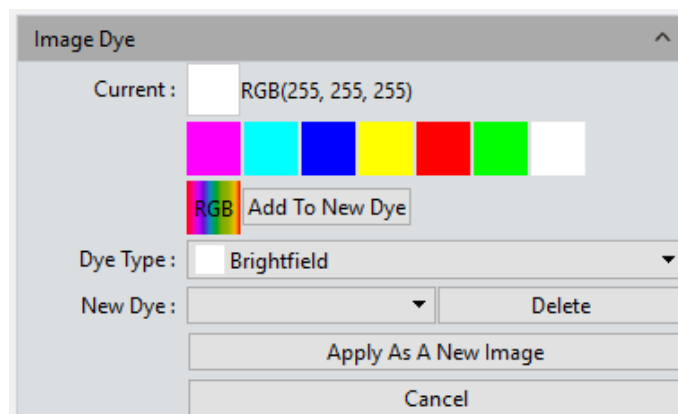 Image Dye
Current : RGB(255, 255, 255)
RGB Add To New Dye
Dye Type : Brightfield
New Dye : Delete
Apply As A New Image
Cancel